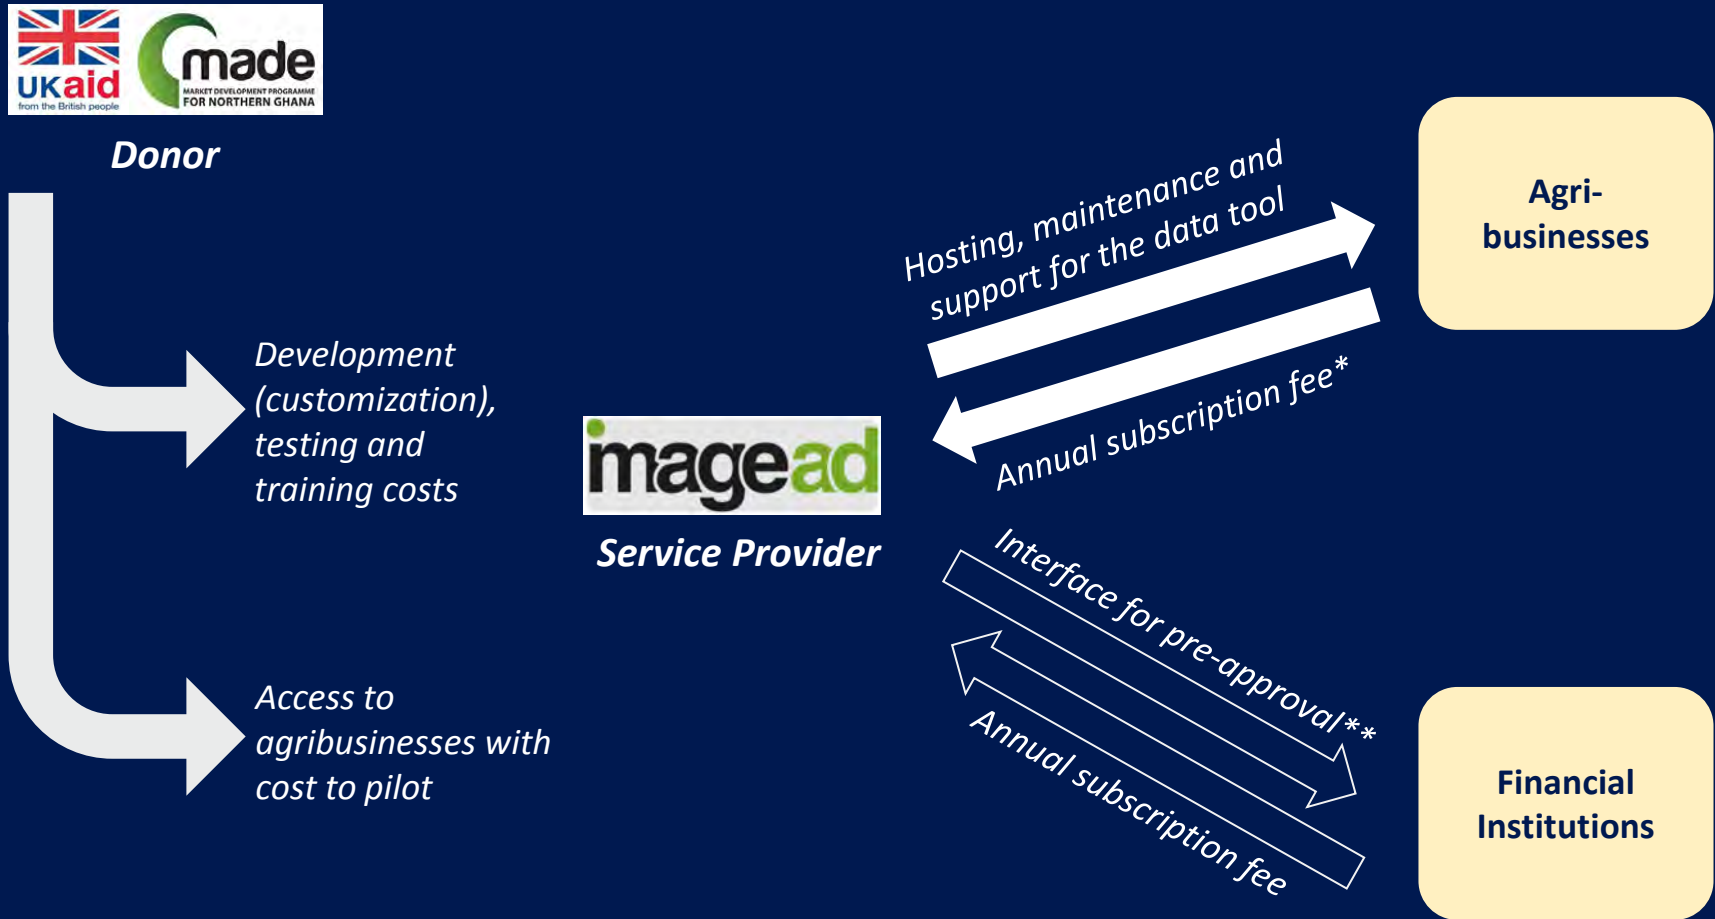 UKaid
from the British people
made
MARKET DEVELOPMENT PROGRAMME
FOR NORTHERN GHANA
Donor
Development
(customization),
testing and
training costs
Access to
agribusinesses with
cost to pilot
imagead
Service Provider
Hosting, maintenance and
support for the data tool
Annual subscription fee*
Interface for pre-approval**
Annual subscription fee
Agri-
businesses
Financial
Institutions